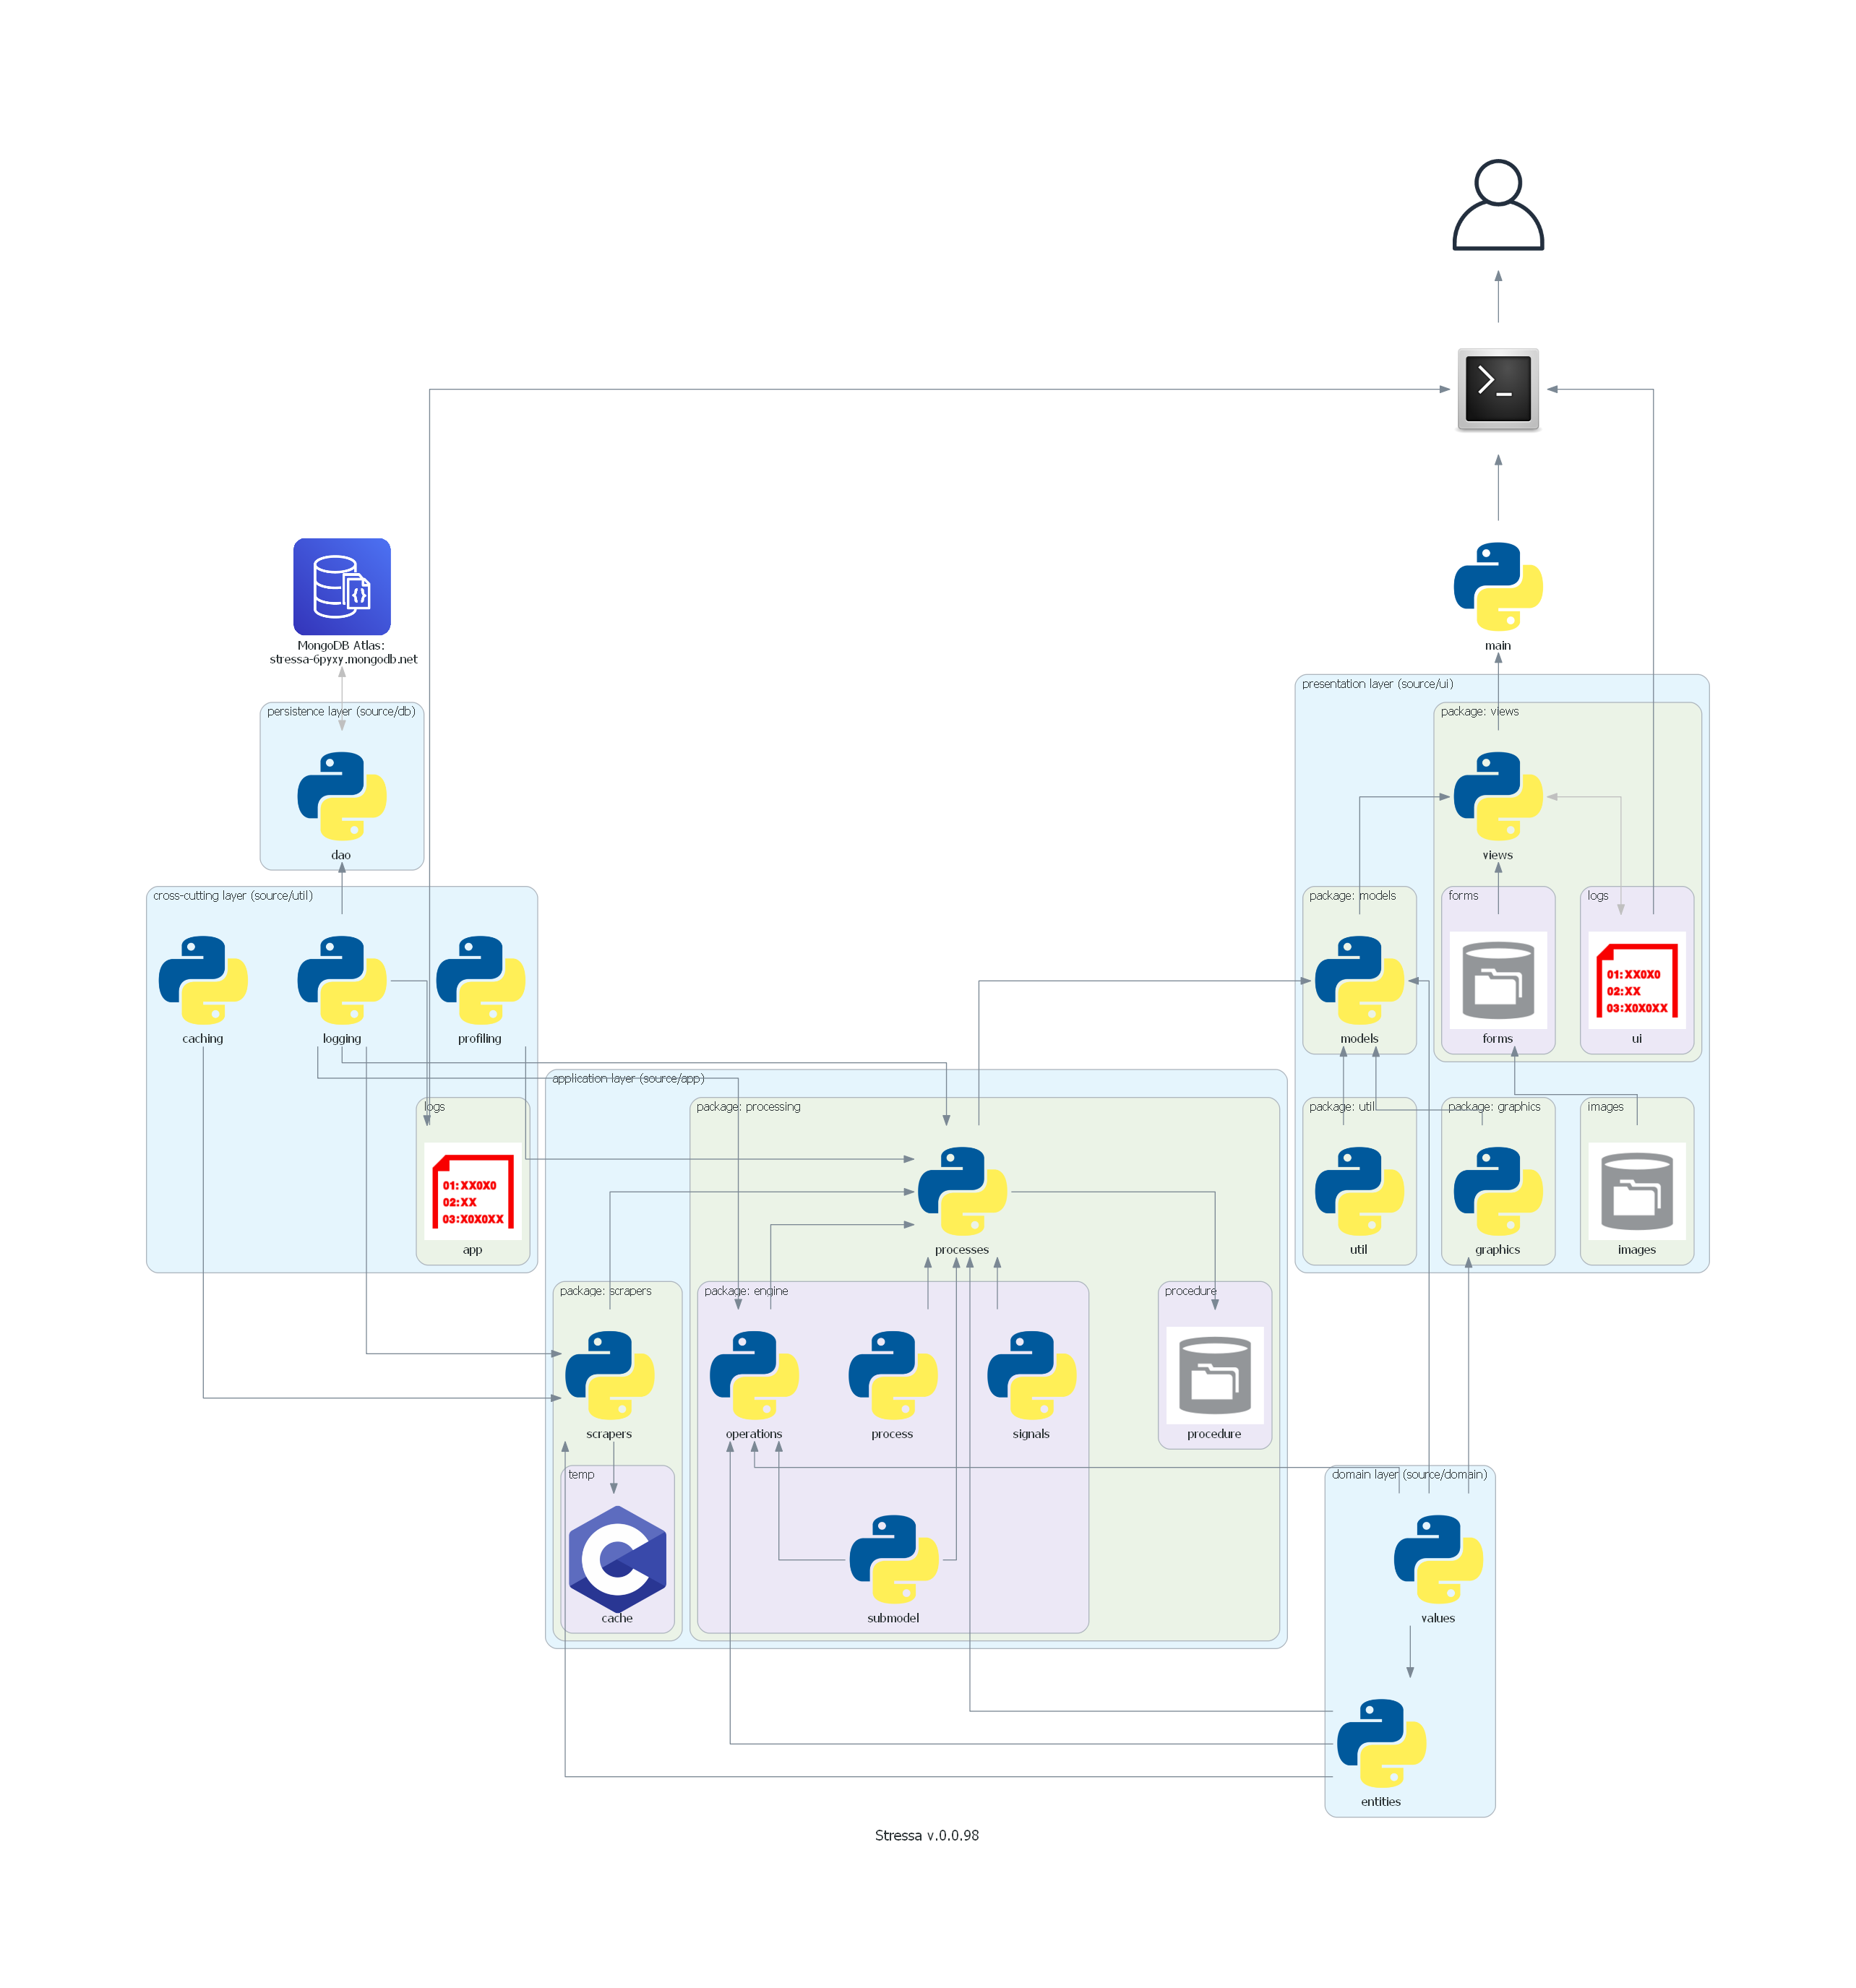 >_
MongoDB Atlas:
stressa-6pyxy.mongodb.net
main
presentation layer (source/ui)
persistence layer (source/db)
package: views
dao
views
cross-cutting layer (source/util)
package: models
forms
logs
01:XX0X0
02:XX
03:X0X0XX
caching
logging
profiling
models
forms
ui
application layer (source/app)
logs
package: processing
package: util
package: graphics
images
01:XX0X0
02:XX
03:X0X0XX
app
processes
util
graphics
images
package: scrapers
package: engine
procedure
scrapers
operations
process
signals
procedure
temp
domain layer (source/domain)
C
cache
submodel
values
entities
Stressa v.0.0.98